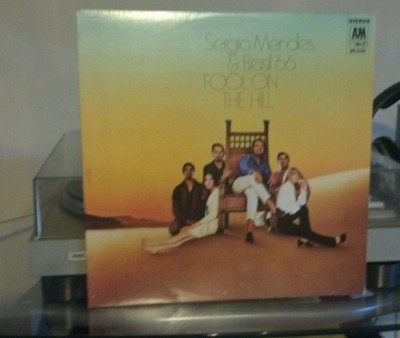 STEREO
Sergio Mendes
& Brasil '66
FOOL ON
THE HILL
A&M